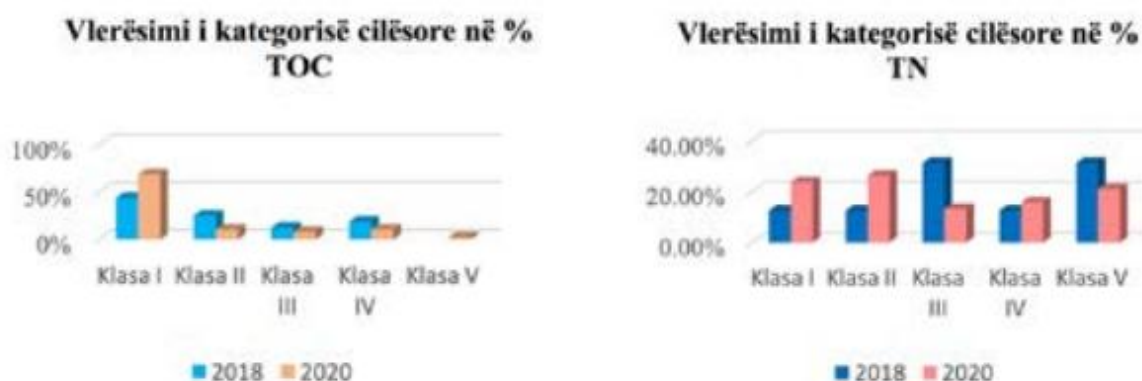 Vlerësimi i kategorisë cilësore në %
TOC
100%
50%
0%
Klasa I Klasa II Klasa III Klasa IV Klasa V
2018 2020
Vlerësimi i kategorisë cilësore në %
TN
40.00%
20.00%
0.00%
Klasa I Klasa II Klasa III Klasa IV Klasa V
2018 2020